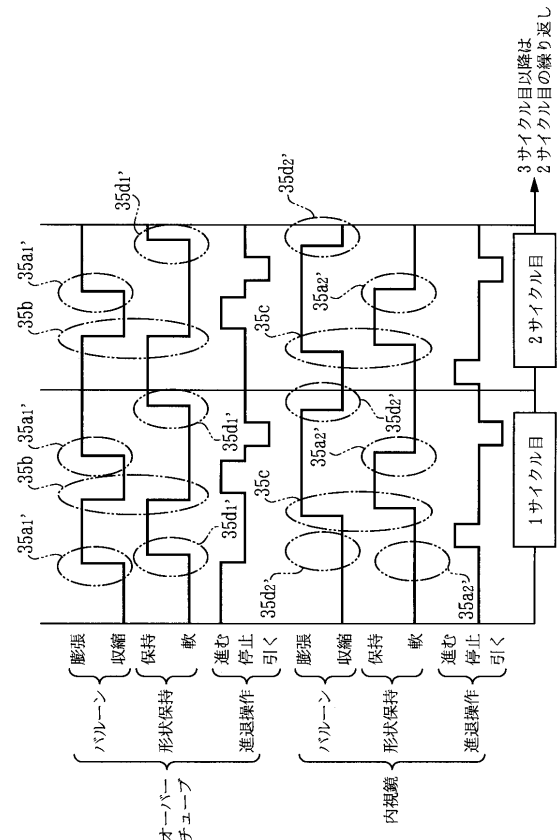 オーバー
チューブ
バルーン
膨張
収縮
形状保持
保持
軟
進退操作
進む
停止
引く
内視鏡
バルーン
膨張
収縮
形状保持
保持
軟
進退操作
進む
停止
引く
35a1'
35b
35a1'
35b
35a1'
35d1'
35d1'
35d1'
35d2'
35c
35a2'
35d2'
35c
35a2'
35d2'
35a2'
1サイクル目
2サイクル目
3サイクル目以降は
2サイクル目の繰り返し